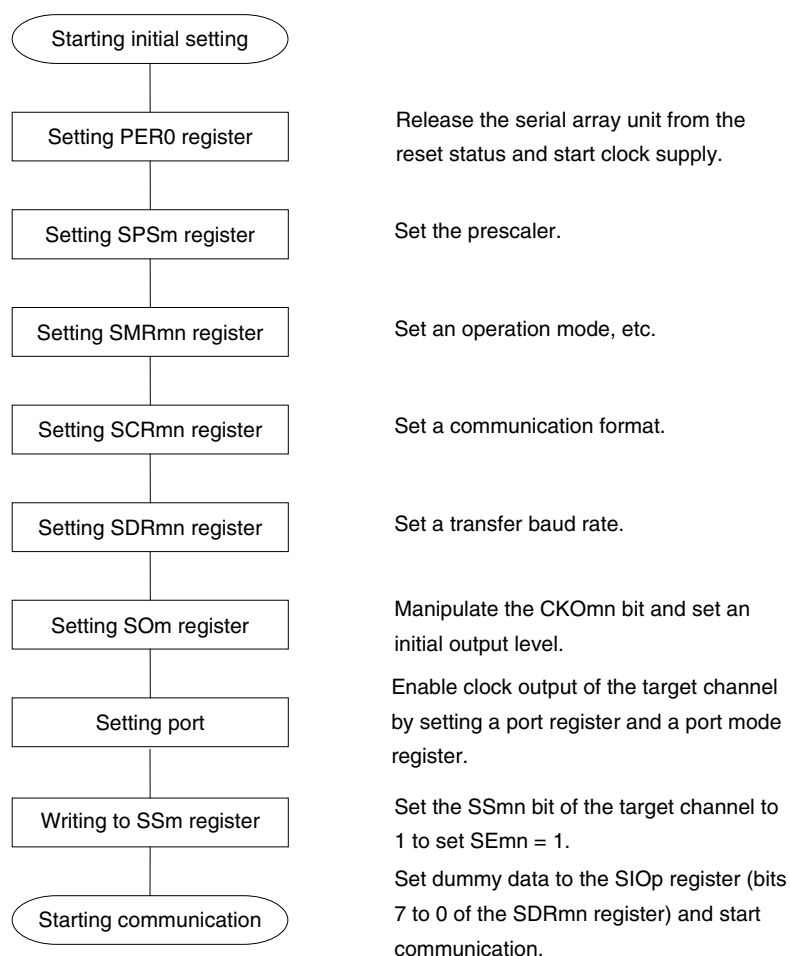 Starting initial setting
Setting PER0 register
Release the serial array unit from the
reset status and start clock supply.
Setting SPSm register
Set the prescaler.
Setting SMRmn register
Set an operation mode, etc.
Setting SCRmn register
Set a communication format.
Setting SDRmn register
Set a transfer baud rate.
Setting SOm register
Manipulate the CKOmn bit and set an
initial output level.
Setting port
Enable clock output of the target channel
by setting a port register and a port mode
register.
Writing to SSm register
Set the SSmn bit of the target channel to
1 to set SEmn = 1.
Starting communication
Set dummy data to the SIOp register (bits
7 to 0 of the SDRmn register) and start
communication.